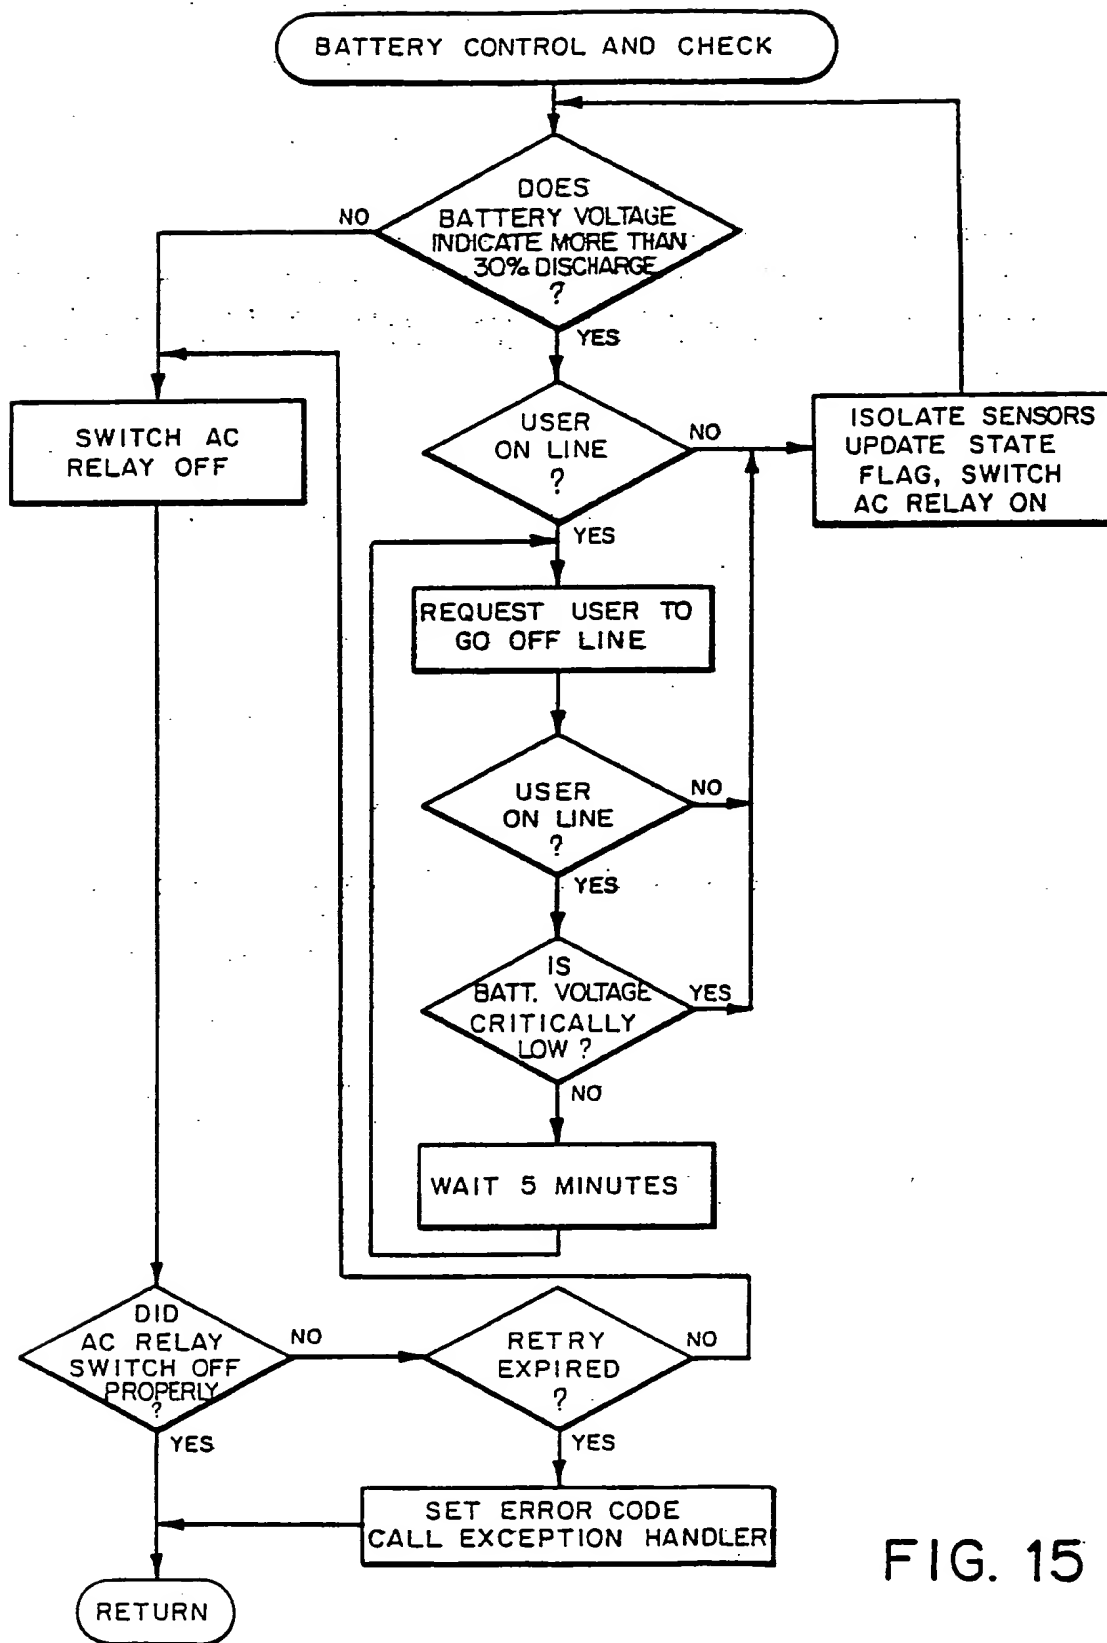 BATTERY CONTROL AND CHECK
DOES
BATTERY VOLTAGE
INDICATE MORE THAN
30% DISCHARGE
?
NO
YES
SWITCH AC
RELAY OFF
USER
ON LINE
?
NO
YES
ISOLATE SENSORS
UPDATE STATE
FLAG, SWITCH
AC RELAY ON
REQUEST USER TO
GO OFF LINE
USER
ON LINE
?
NO
YES
IS
BATT. VOLTAGE
CRITICALLY
LOW ?
YES
NO
WAIT 5 MINUTES
DID
AC RELAY
SWITCH OFF
PROPERLY
?
NO
YES
RETRY
EXPIRED
?
NO
YES
SET ERROR CODE
CALL EXCEPTION HANDLER
RETURN
FIG. 15